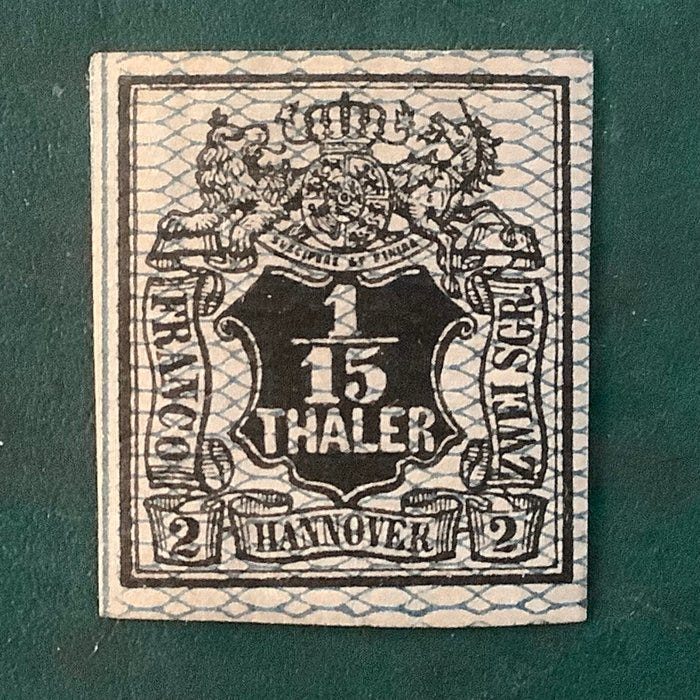 SUSCIPERE ET FINIRE
FRANCO
1
15
THALER
ZWEI SGR.
2
HANNOVER
2